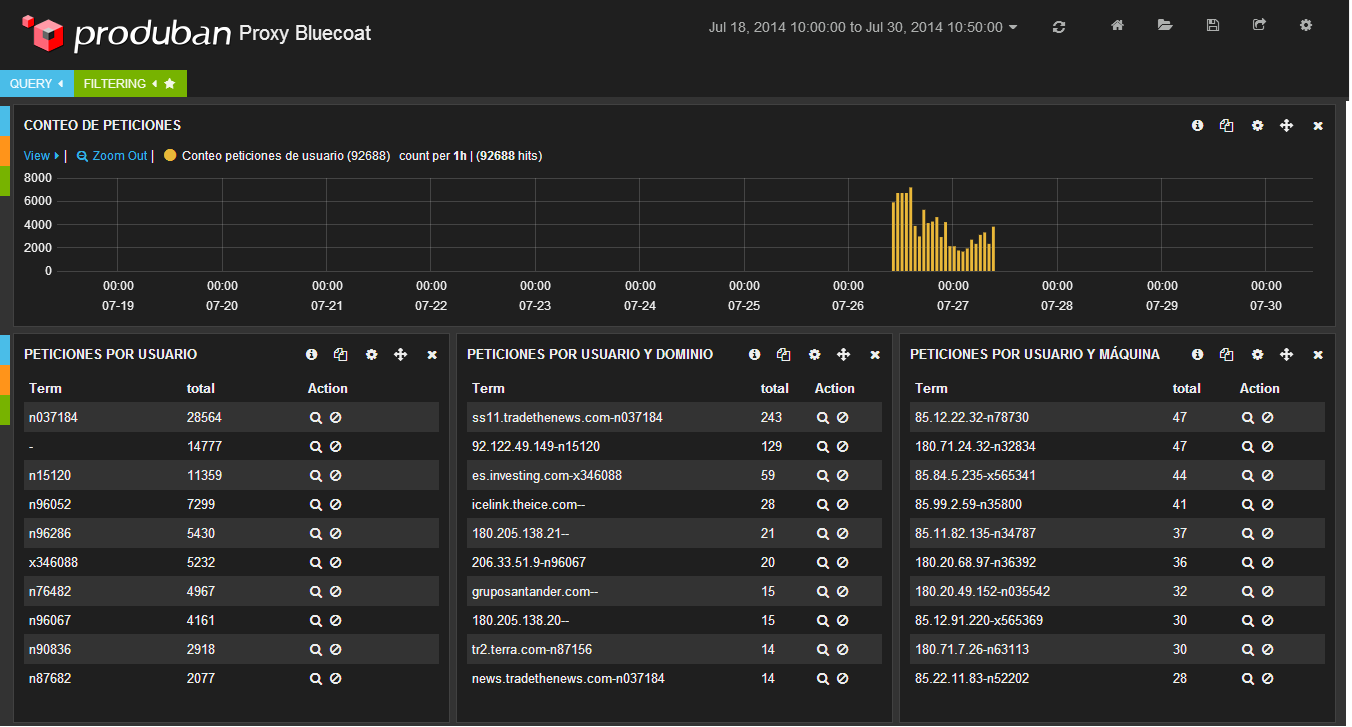 produban Proxy Bluecoat
Jul 18, 2014 10:00:00 to Jul 30, 2014 10:50:00
QUERY FILTERING
CONTEO DE PETICIONES
View | Zoom Out | Conteo peticiones de usuario (92688) count per 1h | (92688 hits)
8000
6000
4000
2000
0
00:00 00:00 00:00 00:00 00:00 00:00 00:00 00:00 00:00 00:00 00:00 00:00
07-19 07-20 07-21 07-22 07-23 07-24 07-25 07-26 07-27 07-28 07-29 07-30
PETICIONES POR USUARIO
Term total Action
n037184 28564
- 14777
n15120 11359
n96052 7299
n96286 5430
x346088 5232
n76482 4967
n96067 4161
n90836 2918
n87682 2077
PETICIONES POR USUARIO Y DOMINIO
Term total Action
ss11.tradethenews.com-n037184 243
92.122.49.149-n15120 129
es.investing.com-x346088 59
icelink.theice.com-- 28
180.205.138.21-- 21
206.33.51.9-n96067 20
gruposantander.com-- 15
180.205.138.20-- 15
tr2.terra.com-n87156 14
news.tradethenews.com-n037184 14
PETICIONES POR USUARIO Y MÁQUINA
Term total Action
85.12.22.32-n78730 47
180.71.24.32-n32834 47
85.84.5.235-x565341 44
85.99.2.59-n35800 41
85.11.82.135-n34787 37
180.20.68.97-n36392 36
180.20.49.152-n035542 32
85.12.91.220-x565369 30
180.71.7.26-n63113 30
85.22.11.83-n52202 28